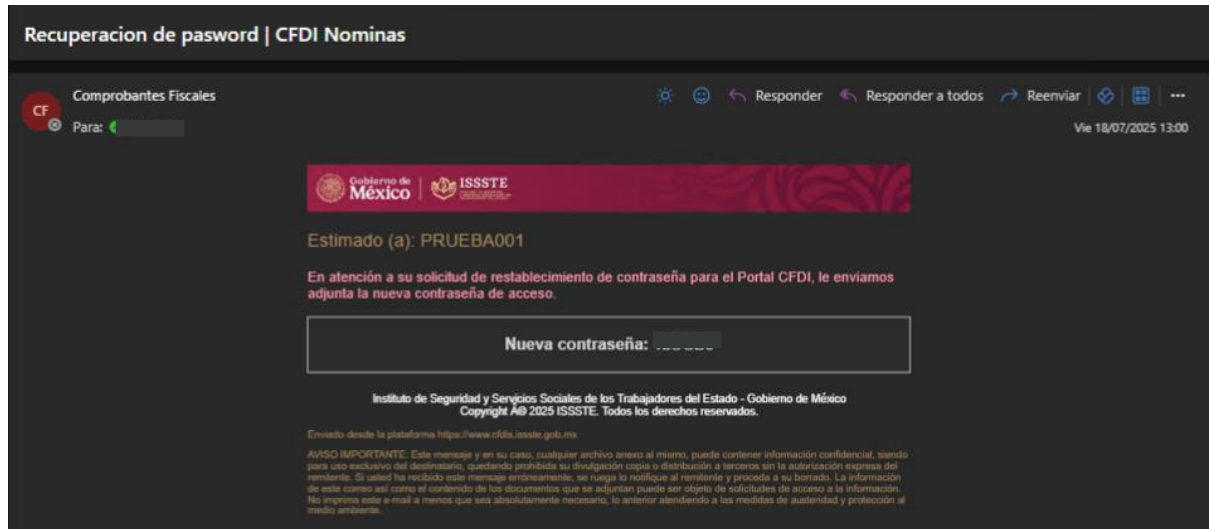 Recuperacion de pasword | CFDI Nominas
CF
Comprobantes Fiscales
Responder
Responder a todos
Reenviar
Para:
Vie 18/07/2025 13:00
Gobierno de
México
ISSSTE
Estimado (a): PRUEBA001
En atención a su solicitud de restablecimiento de contraseña para el Portal CFDI, le enviamos
adjunta la nueva contraseña de acceso.
Nueva contraseña:
Instituto de Seguridad y Servicios Sociales de los Trabajadores del Estado - Gobierno de México
Copyright Â© 2025 ISSSTE. Todos los derechos reservados.
Enviado desde la plataforma https://www.cfdis.issste.gob.mx
AVISO IMPORTANTE: Este mensaje y en su caso, cualquier archivo anexo al mismo, puede contener información confidencial, siendo
para uso exclusivo del destinatario, quedando prohibida su divulgación copia o distribución a terceros sin la autorización expresa del
remitente. Si usted ha recibido este mensaje erróneamente, se ruega lo notifique al remitente y proceda a su borrado. La información
de este correo así como el contenido de los documentos que se adjuntan puede ser objeto de solicitudes de acceso a la información.
No imprima este e-mail a menos que sea absolutamente necesario, lo anterior atendiendo a las medidas de austeridad y protección al
medio ambiente.